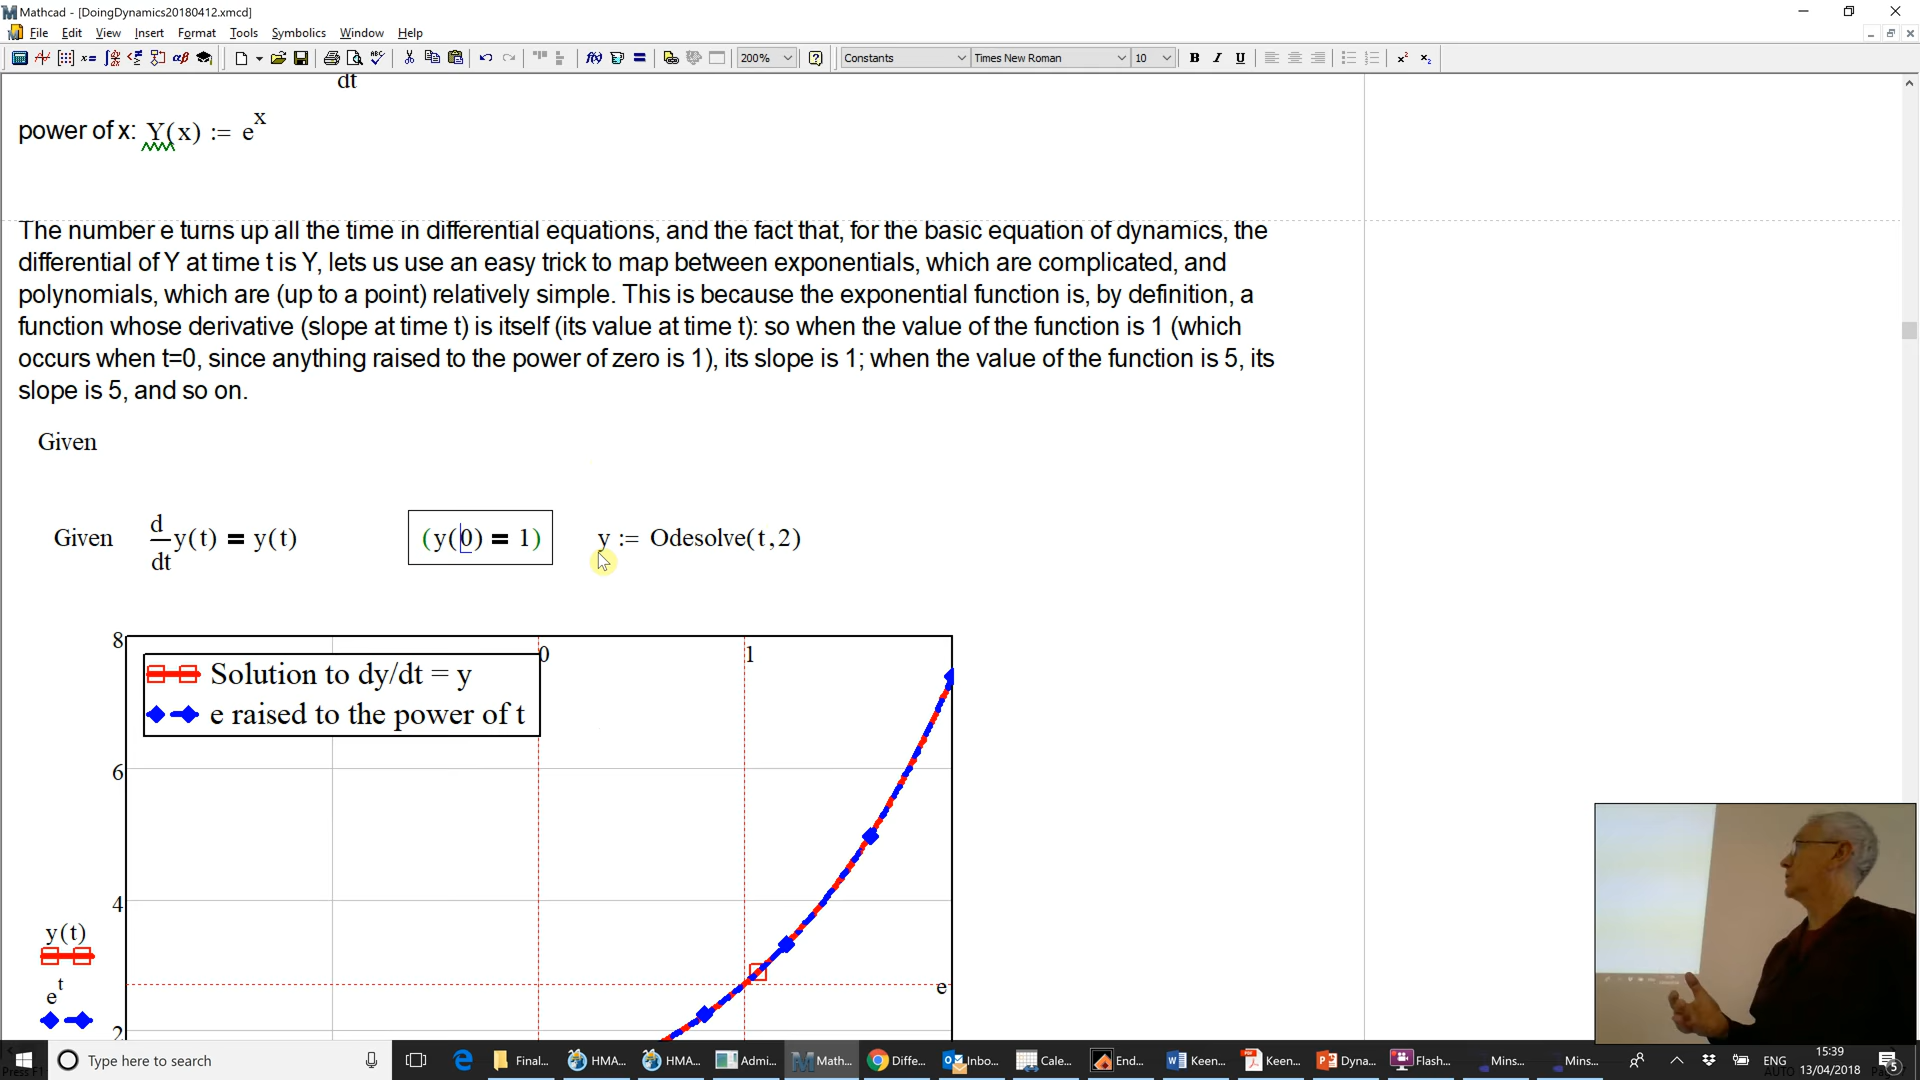 Mathcad - [DoingDynamics20180412.xmcd]
File Edit View Insert Format Tools Symbolics Window Help
200% Constants Times New Roman 10 B I U
dt
power of x: Y(x) := e^x
The number e turns up all the time in differential equations, and the fact that, for the basic equation of dynamics, the
differential of Y at time t is Y, lets us use an easy trick to map between exponentials, which are complicated, and
polynomials, which are (up to a point) relatively simple. This is because the exponential function is, by definition, a
function whose derivative (slope at time t) is itself (its value at time t): so when the value of the function is 1 (which
occurs when t=0, since anything raised to the power of zero is 1), its slope is 1; when the value of the function is 5, its
slope is 5, and so on.
Given
Given d/dt y(t) = y(t) (y(0) = 1) y := Odesolve(t,2)
8
0 1
Solution to dy/dt = y
e raised to the power of t
6
4
y(t)
e^t
e
2
Type here to search
Final... HMA... HMA... Admi... Math... Diffe... Inbo... Cale... End... Keen... Keen... Dyna... Flash... Mins... Mins...
ENG
15:39
13/04/2018
5